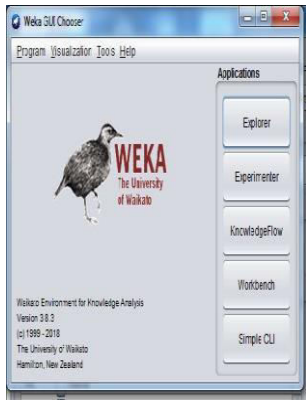 Weka GUI Chooser
Program Visualization Tools Help
Applications
Explorer
WEKA
The University
of Waikato
Experimenter
KnowledgeFlow
Workbench
Simple CLI
Waikato Environment for Knowledge Analysis
Version 3.8.3
(c) 1999 - 2018
The University of Waikato
Hamilton, New Zealand